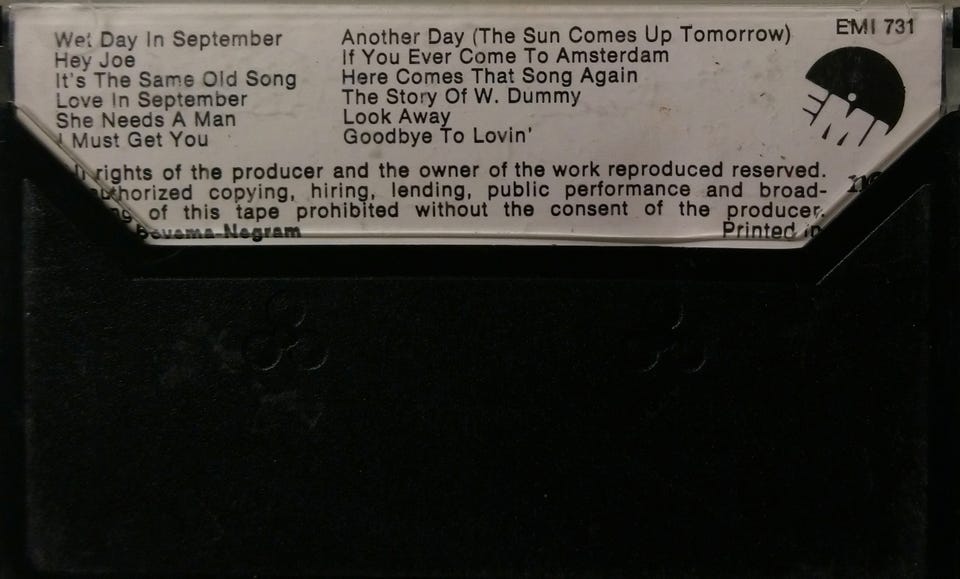 EMI 731
Wet Day In September
Hey Joe
It's The Same Old Song
Love In September
She Needs A Man
I Must Get You
Another Day (The Sun Comes Up Tomorrow)
If You Ever Come To Amsterdam
Here Comes That Song Again
The Story Of W. Dummy
Look Away
Goodbye To Lovin'
EMI
rights of the producer and the owner of the work reproduced reserved.
copying, hiring, lending, public performance and broad-
of this tape prohibited without the consent of the producer.
Bovema-Negram
Printed in